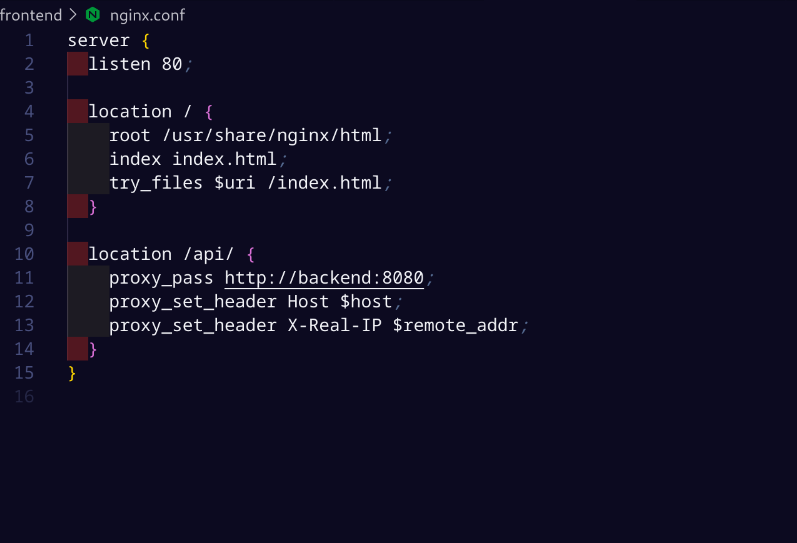 frontend > nginx.conf
1 server {
2 listen 80;
3
4 location / {
5 root /usr/share/nginx/html;
6 index index.html;
7 try_files $uri /index.html;
8 }
9
10 location /api/ {
11 proxy_pass http://backend:8080;
12 proxy_set_header Host $host;
13 proxy_set_header X-Real-IP $remote_addr;
14 }
15 }
16